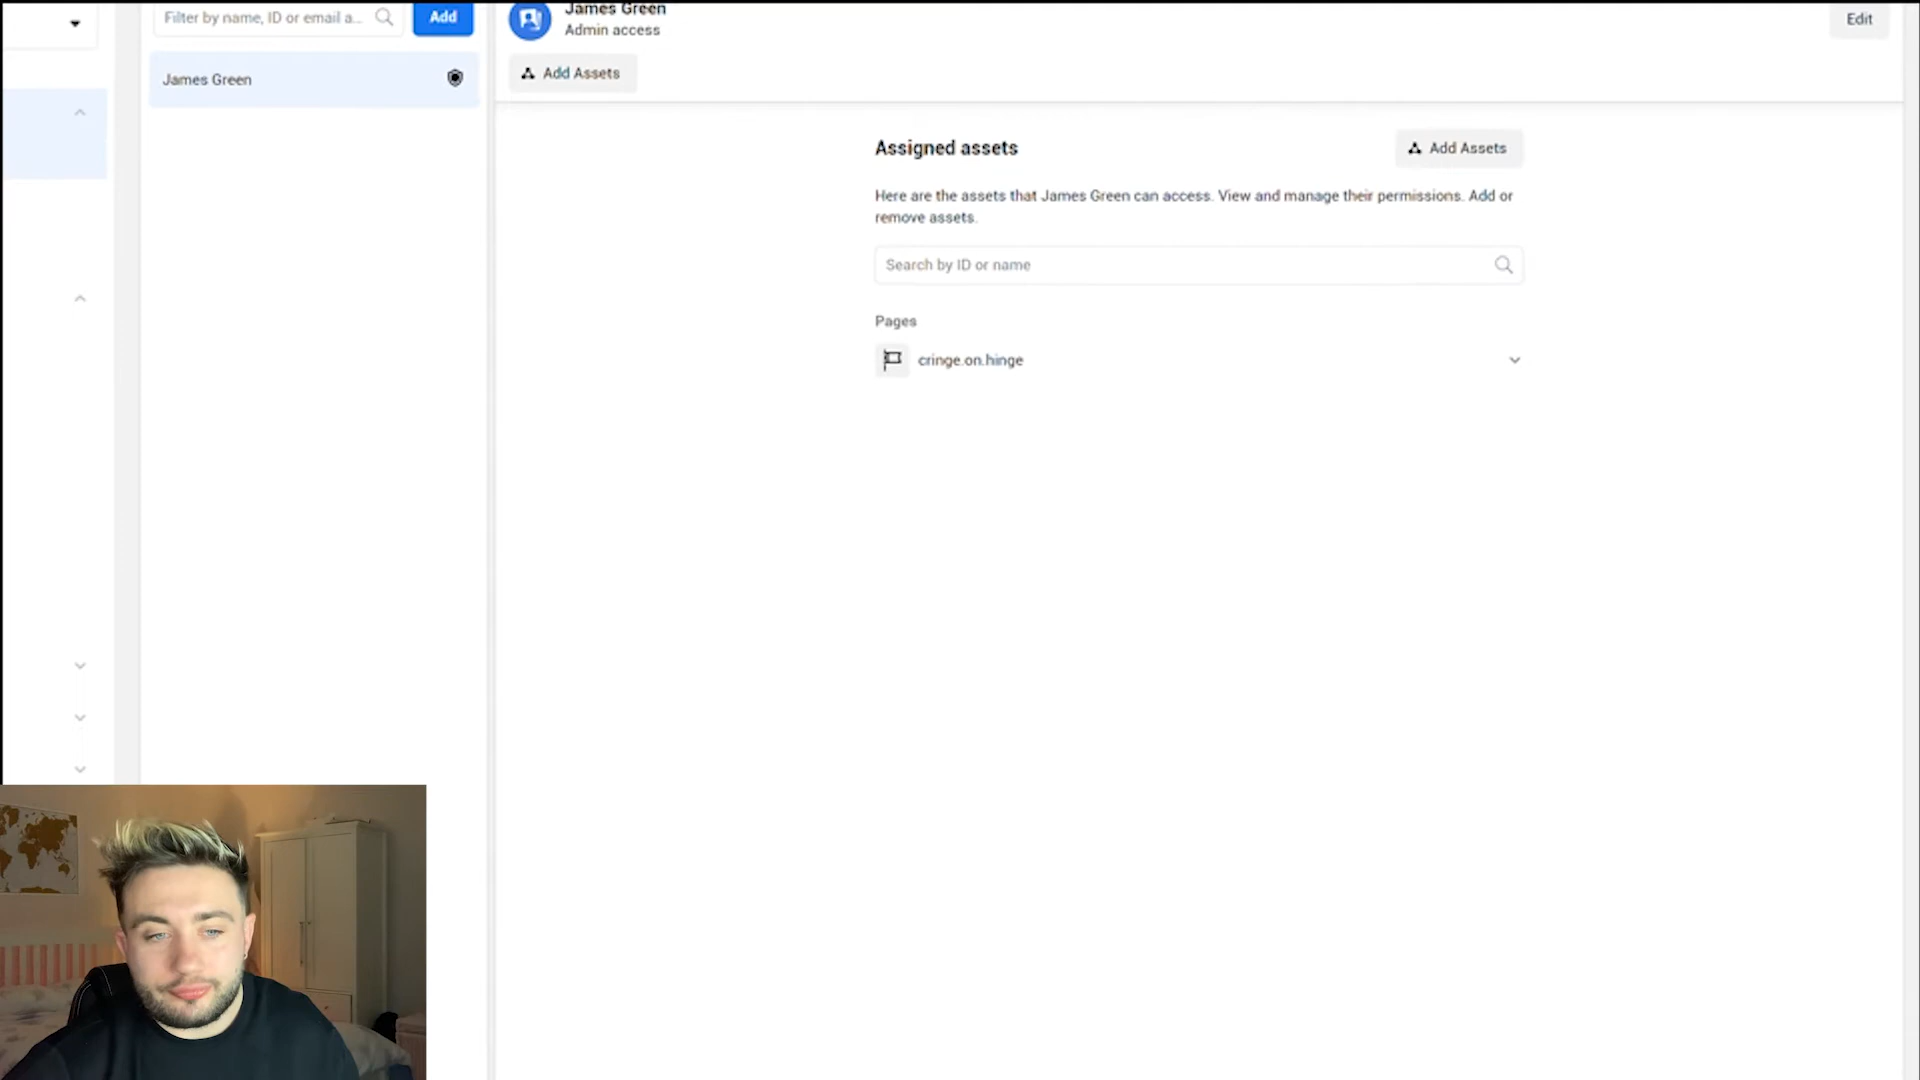 Filter by name, ID or email a...
Add
James Green
James Green
Admin access
Edit
Add Assets
Assigned assets
Add Assets
Here are the assets that James Green can access. View and manage their permissions. Add or
remove assets.
Search by ID or name
Pages
cringe.on.hinge